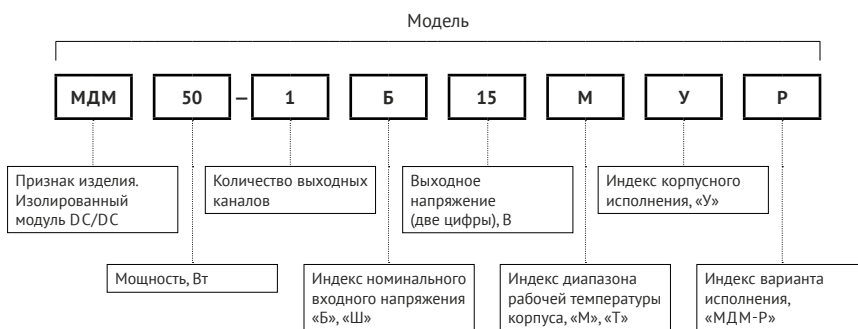 Модель
МДМ 50 – 1 Б 15 М У Р
Признак изделия.
Изолированный
модуль DC/DC
Количество выходных
каналов
Выходное
напряжение
(две цифры), В
Индекс корпусного
исполнения, «У»
Мощность, Вт
Индекс номинального
входного напряжения
«Б», «Ш»
Индекс диапазона
рабочей температуры
корпуса, «М», «Т»
Индекс варианта
исполнения,
«МДМ-Р»